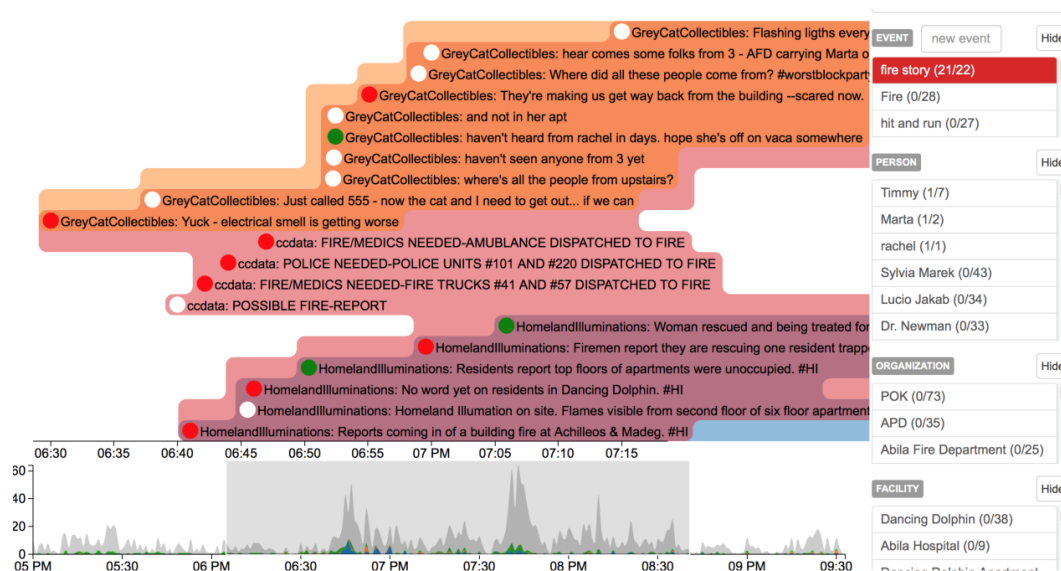 GreyCatCollectibles: Flashing ligths every
GreyCatCollectibles: hear comes some folks from 3 - AFD carrying Marta o
GreyCatCollectibles: Where did all these people come from? #worstblockparty
GreyCatCollectibles: They're making us get way back from the building --scared now.
GreyCatCollectibles: and not in her apt
GreyCatCollectibles: haven't heard from rachel in days. hope she's off on vaca somewhere
GreyCatCollectibles: haven't seen anyone from 3 yet
GreyCatCollectibles: where's all the people from upstairs?
GreyCatCollectibles: Just called 555 - now the cat and I need to get out... if we can
GreyCatCollectibles: Yuck - electrical smell is getting worse
ccdata: FIRE/MEDICS NEEDED-AMUBLANCE DISPATCHED TO FIRE
ccdata: POLICE NEEDED-POLICE UNITS #101 AND #220 DISPATCHED TO FIRE
ccdata: FIRE/MEDICS NEEDED-FIRE TRUCKS #41 AND #57 DISPATCHED TO FIRE
ccdata: POSSIBLE FIRE-REPORT
HomelandIlluminations: Woman rescued and being treated for
HomelandIlluminations: Firemen report they are rescuing one resident trapp
HomelandIlluminations: Residents report top floors of apartments were unoccupied. #HI
HomelandIlluminations: No word yet on residents in Dancing Dolphin. #HI
HomelandIlluminations: Homeland Illumation on site. Flames visible from second floor of six floor apartment
HomelandIlluminations: Reports coming in of a building fire at Achilleos & Madeg. #HI
06:30 06:35 06:40 06:45 06:50 06:55 07 PM 07:05 07:10 07:15
60
40
20
0
05 PM 05:30 06 PM 06:30 07 PM 07:30 08 PM 08:30 09 PM 09:30
EVENT new event Hide
fire story (21/22)
Fire (0/28)
hit and run (0/27)
PERSON Hide
Timmy (1/7)
Marta (1/2)
rachel (1/1)
Sylvia Marek (0/43)
Lucio Jakab (0/34)
Dr. Newman (0/33)
ORGANIZATION Hide
POK (0/73)
APD (0/35)
Abila Fire Department (0/25)
FACILITY Hide
Dancing Dolphin (0/38)
Abila Hospital (0/9)
Dancing Dolphin Apartment